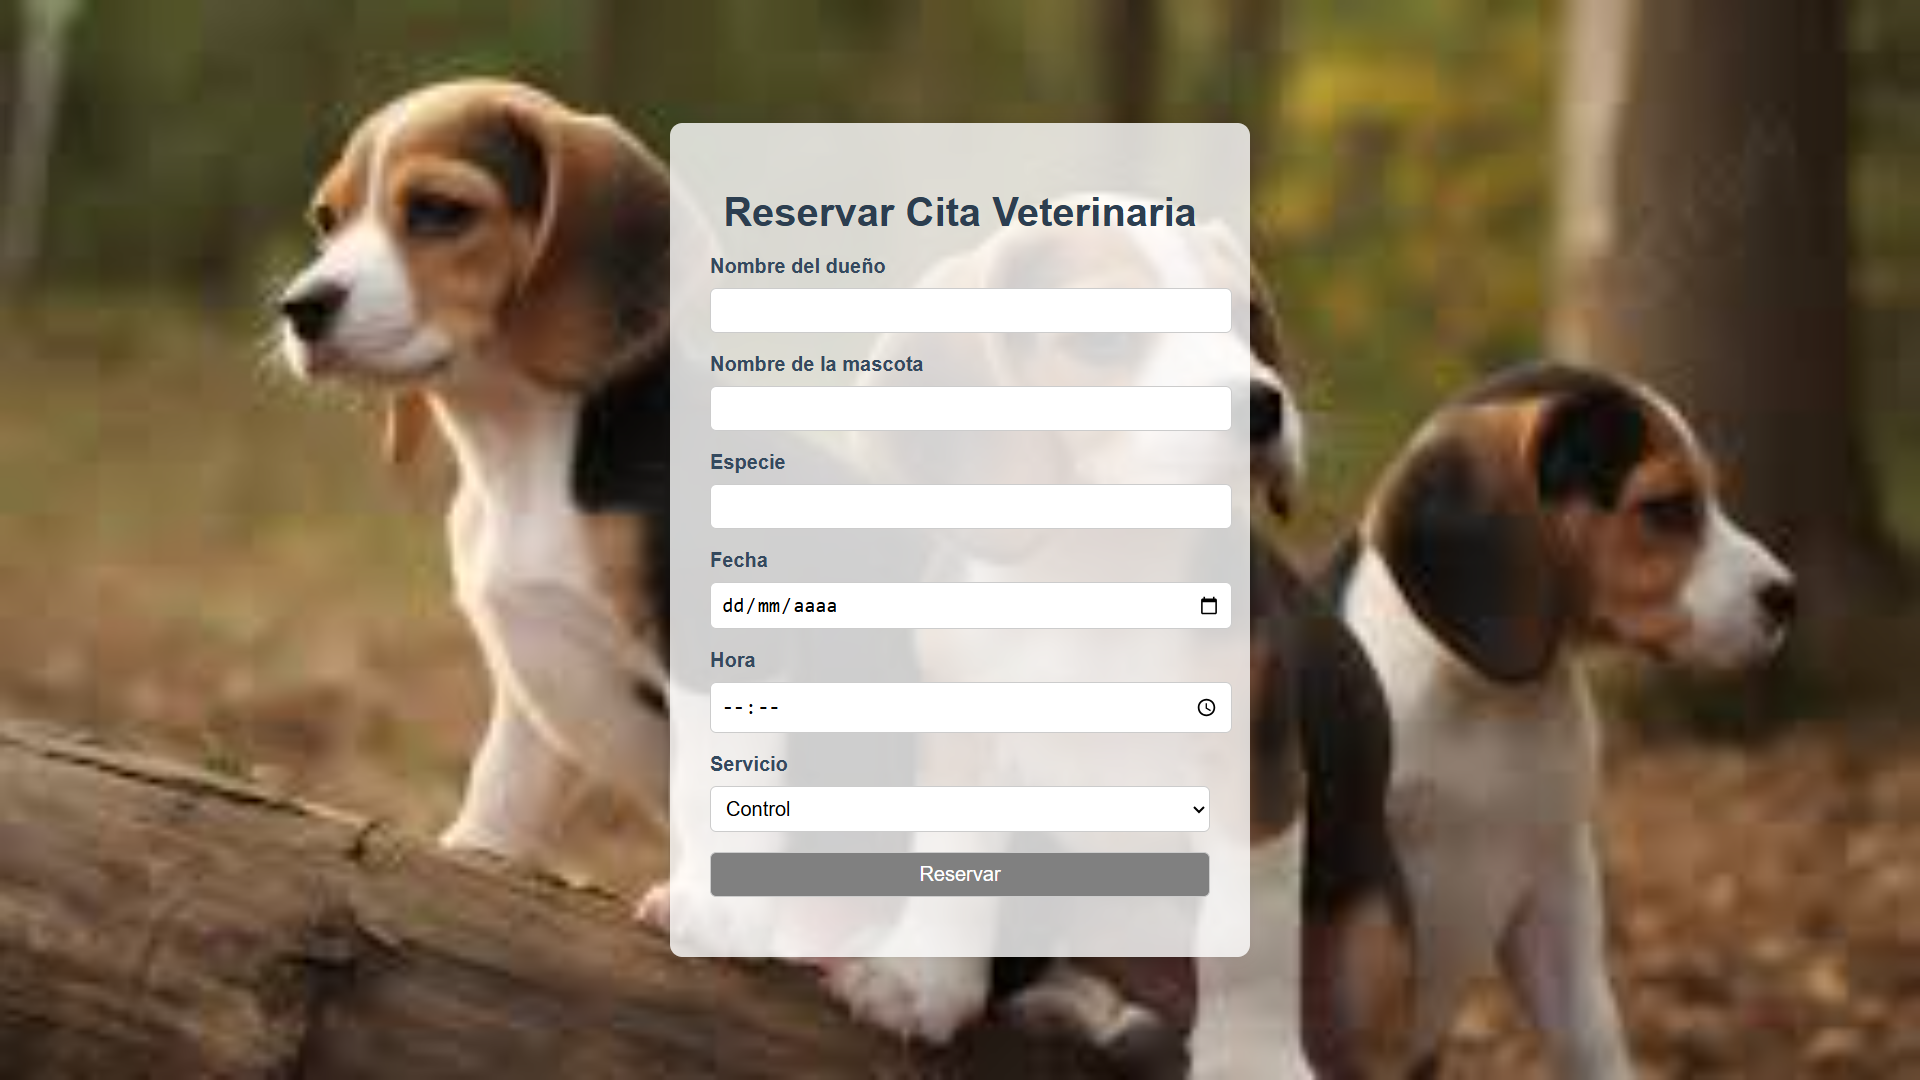 Reservar Cita Veterinaria
Nombre del dueño
Nombre de la mascota
Especie
Fecha
dd/mm/aaaa
Hora
--:--
Servicio
Control
Reservar